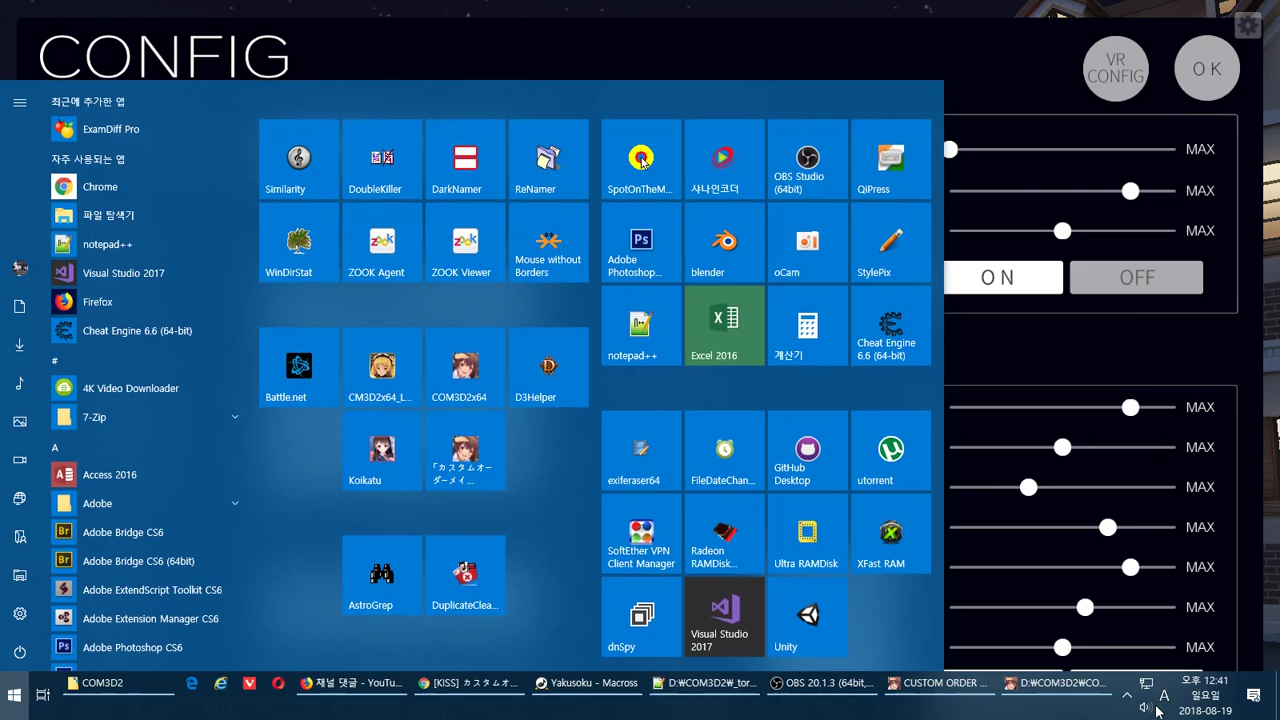 CONFIG
VR
CONFIG
OK
MAX
MAX
MAX
ON
OFF
MAX
MAX
MAX
MAX
MAX
MAX
MAX
최근에 추가한 앱
ExamDiff Pro
자주 사용되는 앱
Chrome
파일 탐색기
notepad++
Visual Studio 2017
Firefox
Cheat Engine 6.6 (64-bit)
#
4K Video Downloader
7-Zip
A
Access 2016
Adobe
Adobe Bridge CS6
Adobe Bridge CS6 (64bit)
Adobe ExtendScript Toolkit CS6
Adobe Extension Manager CS6
Adobe Photoshop CS6
Similarity
DoubleKiller
DarkNamer
ReNamer
WinDirStat
ZOOK Agent
ZOOK Viewer
Mouse without
Borders
Battle.net
CM3D2x64_L...
COM3D2x64
D3Helper
Koikatu
「カスタムオー
ダーメイ...
AstroGrep
DuplicateClea...
SpotOnTheM...
샤나인코더
OBS Studio
(64bit)
QiPress
Adobe
Photoshop...
blender
oCam
StylePix
notepad++
Excel 2016
계산기
Cheat Engine
6.6 (64-bit)
exiferaser64
FileDateChan...
GitHub
Desktop
utorrent
SoftEther VPN
Client Manager
Radeon
RAMDisk...
Ultra RAMDisk
XFast RAM
dnSpy
Visual Studio
2017
Unity
COM3D2
채널 댓글 - YouTu...
[KISS] カスタムオ...
Yakusoku - Macross
D:₩COM3D2₩_tor...
OBS 20.1.3 (64bit,...
CUSTOM ORDER ...
D:₩COM3D2₩CO...
A
오후 12:41
일요일
2018-08-19